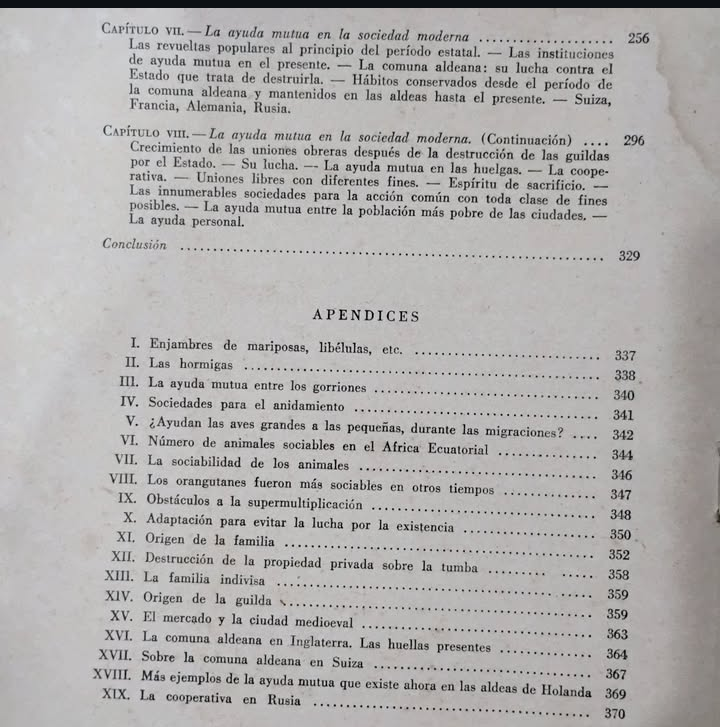 CAPÍTULO VII. — La ayuda mutua en la sociedad moderna .................... 256
Las revueltas populares al principio del período estatal. — Las instituciones
de ayuda mutua en el presente. — La comuna aldeana: su lucha contra el
Estado que trata de destruirla. — Hábitos conservados desde el período de
la comuna aldeana y mantenidos en las aldeas hasta el presente. — Suiza,
Francia, Alemania, Rusia.
CAPÍTULO VIII. — La ayuda mutua en la sociedad moderna. (Continuación) .... 296
Crecimiento de las uniones obreras después de la destrucción de las guildas
por el Estado. — Su lucha. — La ayuda mutua en las huelgas. — La coope-
rativa. — Uniones libres con diferentes fines. — Espíritu de sacrificio. —
Las innumerables sociedades para la acción común con toda clase de fines
posibles. — La ayuda mutua entre la población más pobre de las ciudades. —
La ayuda personal.
Conclusión .................... 329
APENDICES
I. Enjambres de mariposas, libélulas, etc. .................... 337
II. Las hormigas .................... 338
III. La ayuda mutua entre los gorriones .................... 340
IV. Sociedades para el anidamiento .................... 341
V. ¿Ayudan las aves grandes a las pequeñas, durante las migraciones? .... 342
VI. Número de animales sociables en el Africa Ecuatorial .............. 344
VII. La sociabilidad de los animales .................... 346
VIII. Los orangutanes fueron más sociables en otros tiempos .............. 347
IX. Obstáculos a la supermultiplicación .................... 348
X. Adaptación para evitar la lucha por la existencia .................... 350
XI. Origen de la familia .................... 352
XII. Destrucción de la propiedad privada sobre la tumba ........ ..... 358
XIII. La familia indivisa .................... 359
XIV. Origen de la guilda .................... 359
XV. El mercado y la ciudad medioeval .................... 363
XVI. La comuna aldeana en Inglaterra. Las huellas presentes .............. 364
XVII. Sobre la comuna aldeana en Suiza .................... 367
XVIII. Más ejemplos de la ayuda mutua que existe ahora en las aldeas de Holanda 369
XIX. La cooperativa en Rusia .................... 370